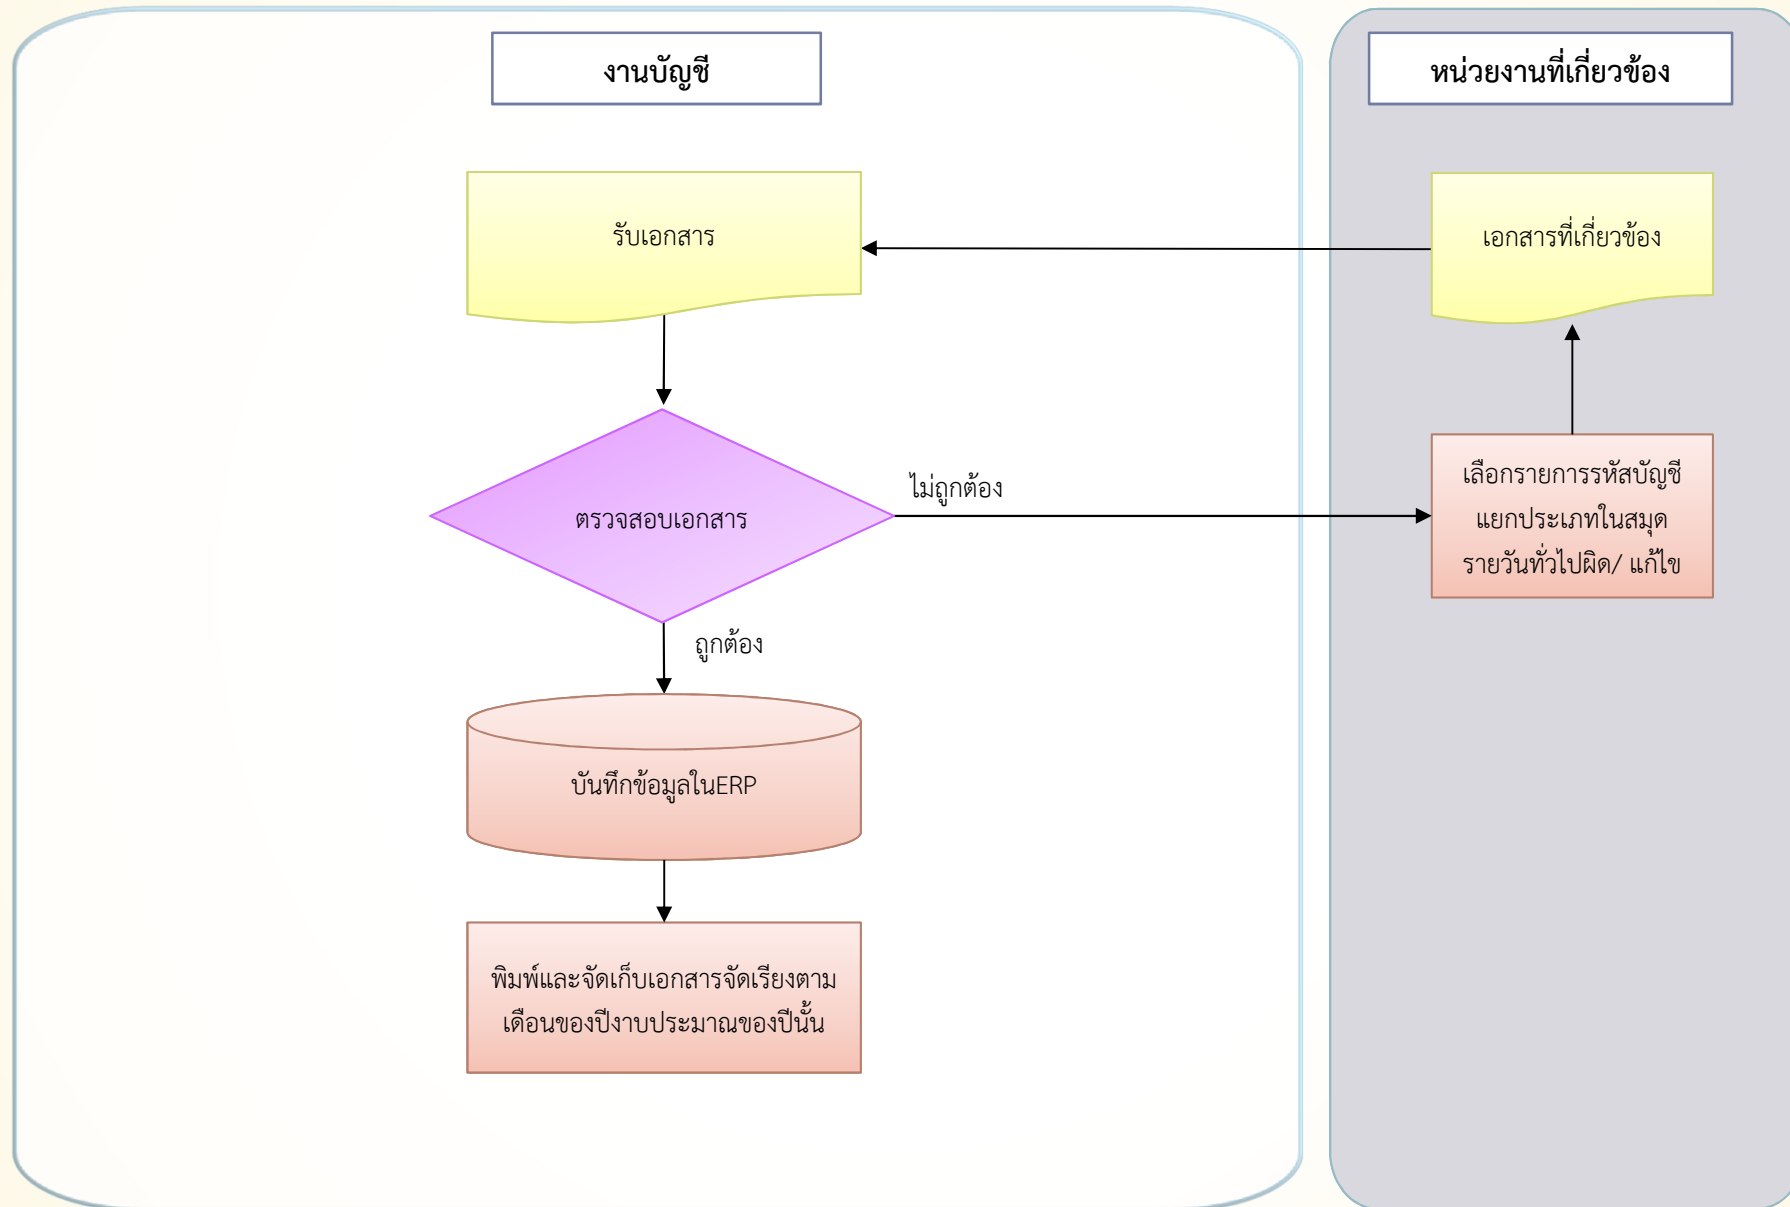 งานบัญชี
หน่วยงานที่เกี่ยวข้อง
รับเอกสาร
เอกสารที่เกี่ยวข้อง
ตรวจสอบเอกสาร
ไม่ถูกต้อง
เลือกรายการรหัสบัญชี
แยกประเภทในสมุด
รายวันทั่วไปผิด/ แก้ไข
ถูกต้อง
บันทึกข้อมูลในERP
พิมพ์และจัดเก็บเอกสารจัดเรียงตาม
เดือนของปีงาบประมาณของปีนั้น